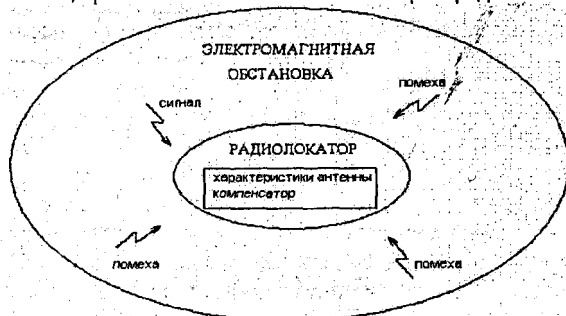 ЭЛЕКТРОМАГНИТНАЯ
ОБСТАНОВКА
помеха
сигнал
РАДИОЛОКАТОР
характеристики антенны
компенсатор
помеха
помеха